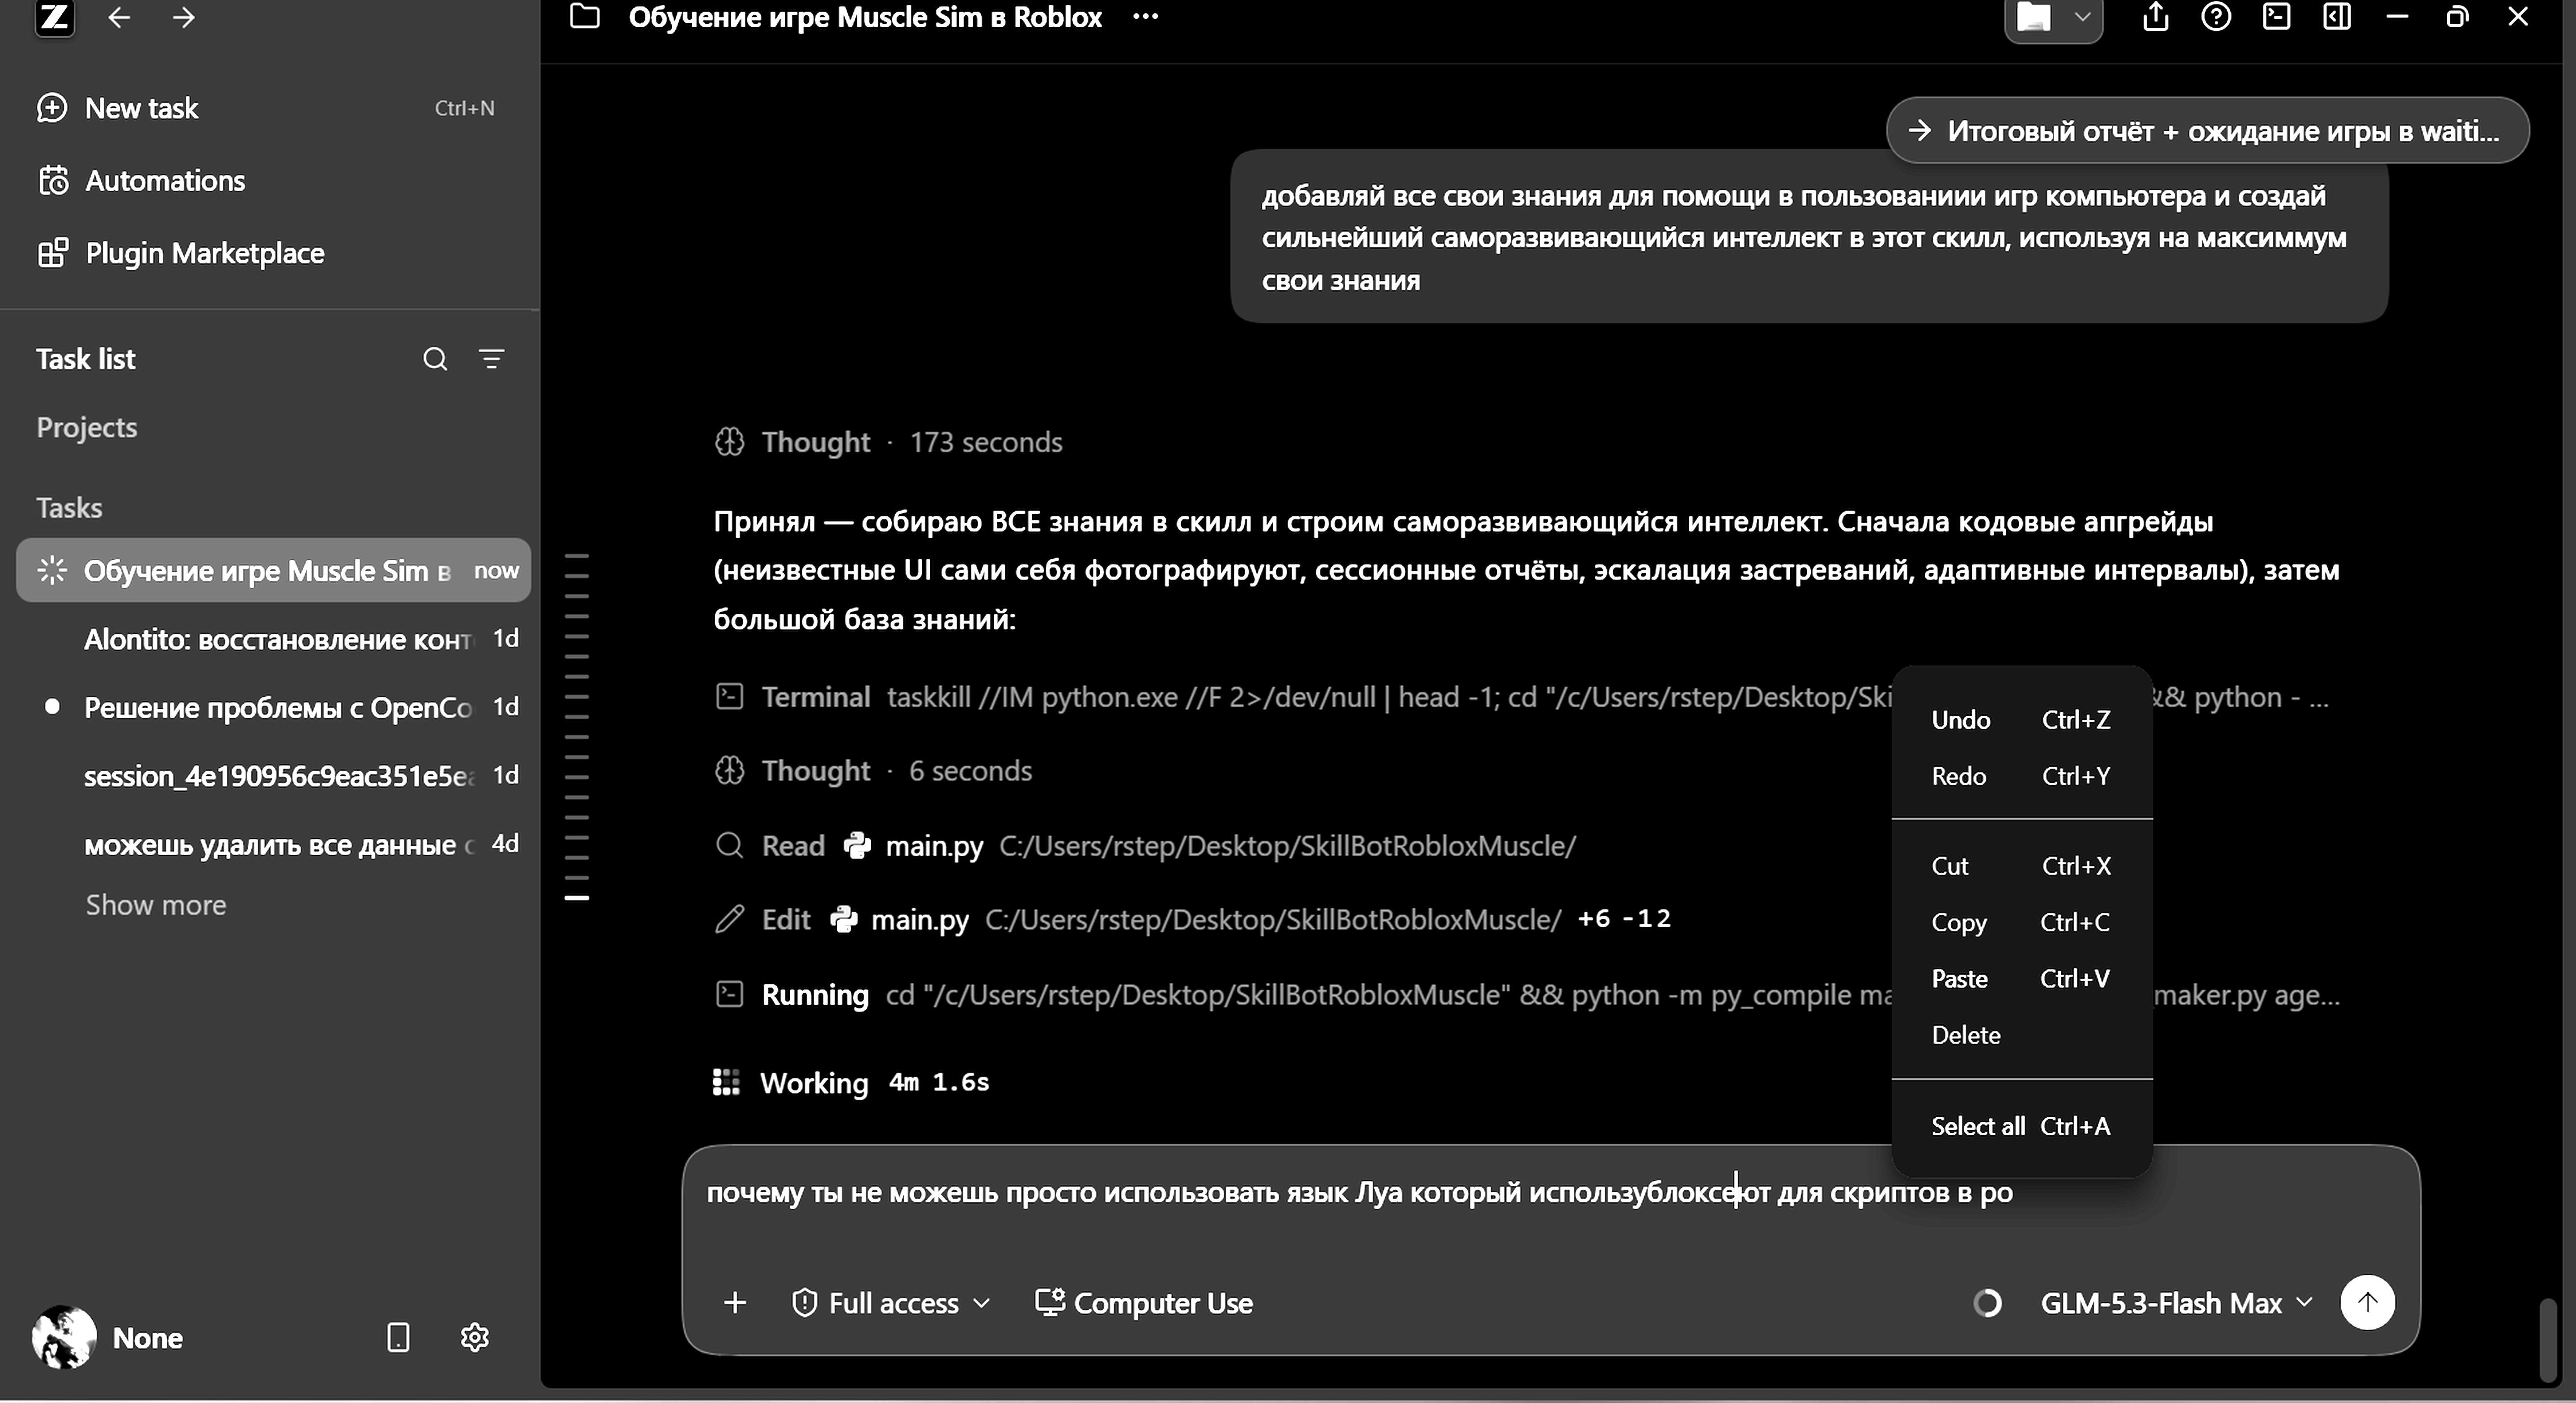 Z
Обучение игре Muscle Sim в Roblox ...
New task Ctrl+N
Automations
Plugin Marketplace
Task list
Projects
Tasks
Обучение игре Muscle Sim в now
Alontito: восстановление конт 1d
Решение проблемы с OpenCo 1d
session_4e190956c9eac351e5ea 1d
можешь удалить все данные с 4d
Show more
None
Итоговый отчёт + ожидание игры в waiti...
добавляй все свои знания для помощи в пользованиии игр компьютера и создай
сильнейший саморазвивающийся интеллект в этот скилл, используя на максиммум
свои знания
Thought · 173 seconds
Принял — собираю ВСЕ знания в скилл и строим саморазвивающийся интеллект. Сначала кодовые апгрейды
(неизвестные UI сами себя фотографируют, сессионные отчёты, эскалация застреваний, адаптивные интервалы), затем
большой база знаний:
Terminal taskkill //IM python.exe //F 2>/dev/null | head -1; cd "/c/Users/rstep/Desktop/Ski && python - ...
Thought · 6 seconds
Read main.py C:/Users/rstep/Desktop/SkillBotRobloxMuscle/
Edit main.py C:/Users/rstep/Desktop/SkillBotRobloxMuscle/ +6 -12
Running cd "/c/Users/rstep/Desktop/SkillBotRobloxMuscle" && python -m py_compile ma maker.py age...
Working 4m 1.6s
Undo Ctrl+Z
Redo Ctrl+Y
Cut Ctrl+X
Copy Ctrl+C
Paste Ctrl+V
Delete
Select all Ctrl+A
почему ты не можешь просто использовать язык Луа который использублоксеют для скриптов в ро
Full access Computer Use GLM-5.3-Flash Max